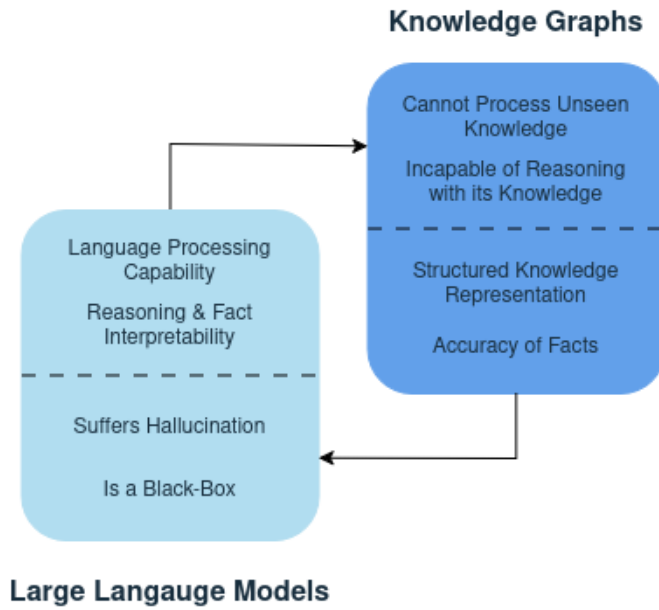 Knowledge Graphs
Cannot Process Unseen
Knowledge
Incapable of Reasoning
with its Knowledge
Structured Knowledge
Representation
Accuracy of Facts
Language Processing
Capability
Reasoning & Fact
Interpretability
Suffers Hallucination
Is a Black-Box
Large Langauge Models